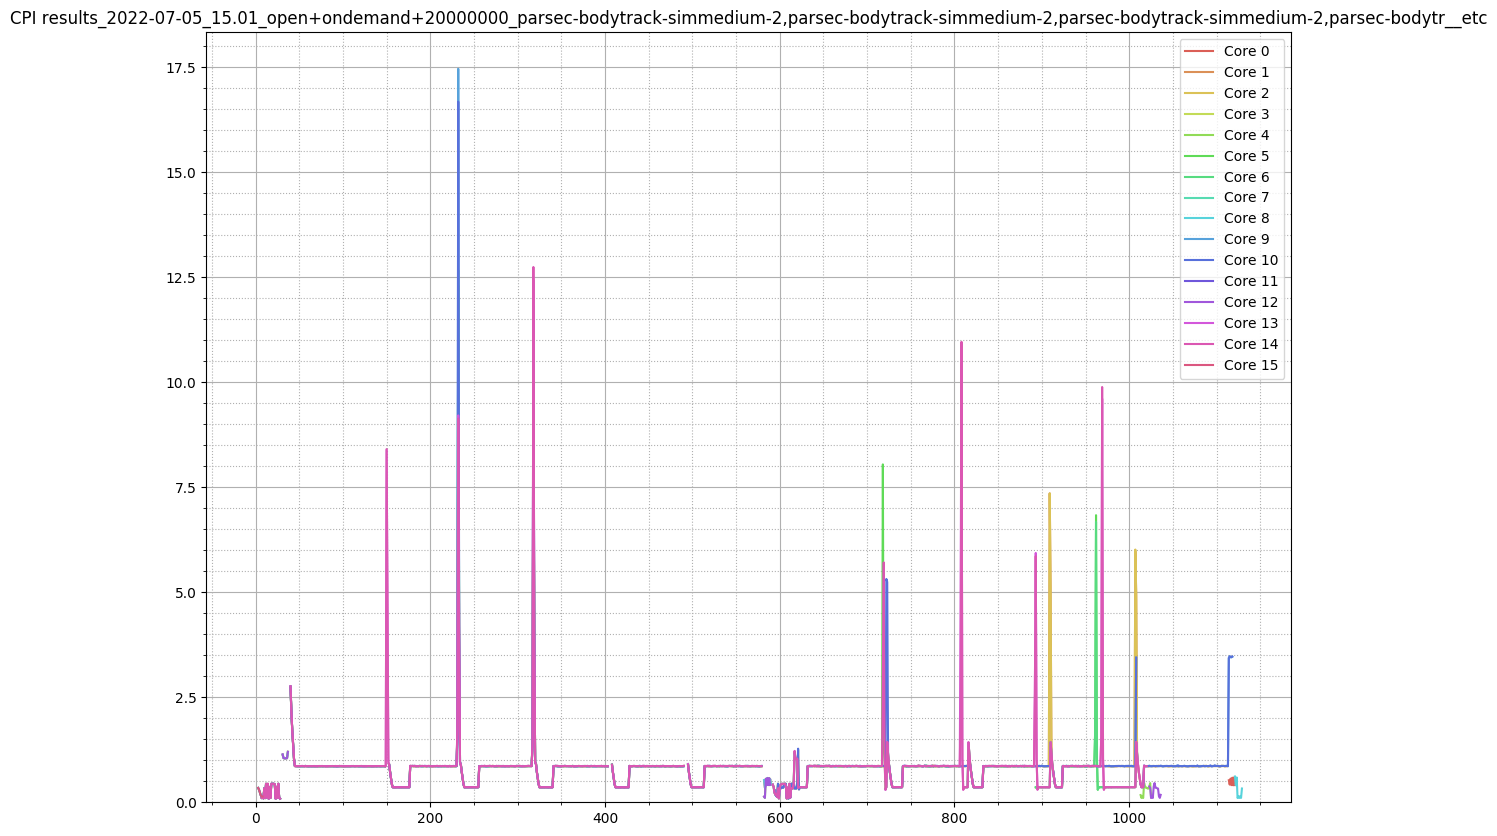 CPI results_2022-07-05_15.01_open+ondemand+20000000_parsec-bodytrack-simmedium-2,parsec-bodytrack-simmedium-2,parsec-bodytrack-simmedium-2,parsec-bodytr__etc
17.5
15.0
12.5
10.0
7.5
5.0
2.5
0.0
0 200 400 600 800 1000
Core 0
Core 1
Core 2
Core 3
Core 4
Core 5
Core 6
Core 7
Core 8
Core 9
Core 10
Core 11
Core 12
Core 13
Core 14
Core 15